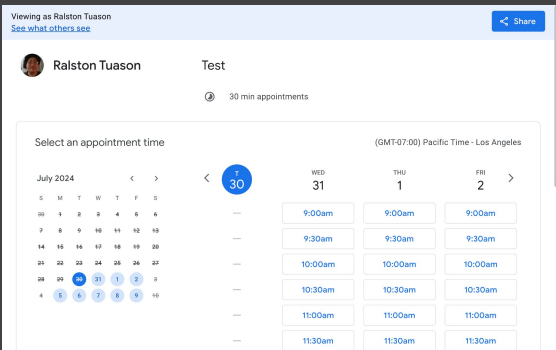 Viewing as Ralston Tuason
See what others see
Share
Ralston Tuason
Test
30 min appointments
Select an appointment time
(GMT-07:00) Pacific Time - Los Angeles
July 2024
S M T W T F S
30 1 2 3 4 5 6
7 8 9 10 11 12 13
14 15 16 17 18 19 20
21 22 23 24 25 26 27
28 29 30 31 1 2 3
4 5 6 7 8 9 10
T WED THU FRI
30 31 1 2
— 9:00am 9:00am 9:00am
— 9:30am 9:30am 9:30am
— 10:00am 10:00am 10:00am
— 10:30am 10:30am 10:30am
— 11:00am 11:00am 11:00am
— 11:30am 11:30am 11:30am